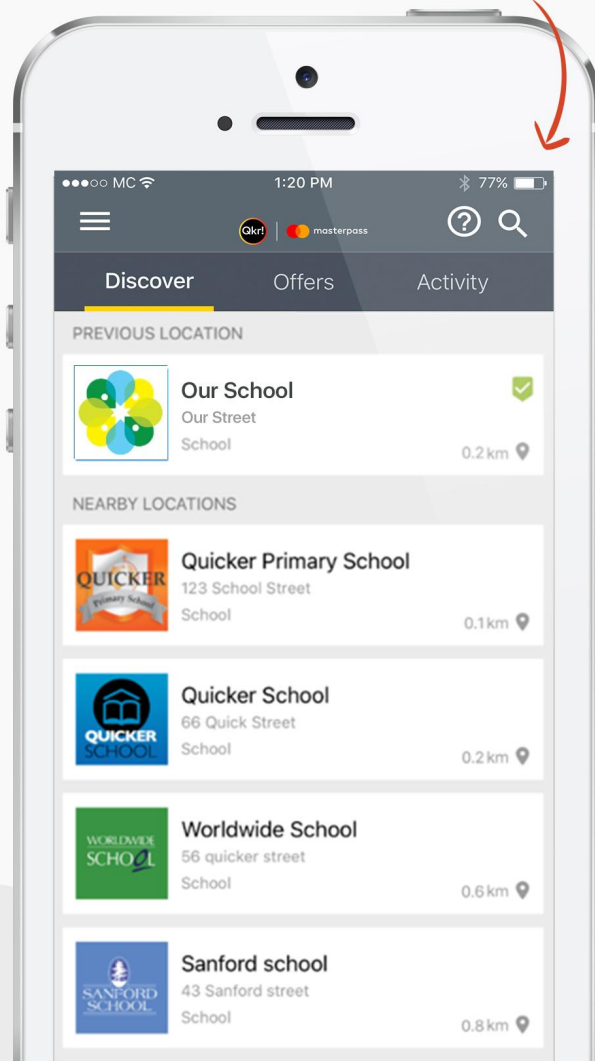 MC
1:20 PM
77%
Qkr!
masterpass
Discover
Offers
Activity
PREVIOUS LOCATION
Our School
Our Street
School
0.2 km
NEARBY LOCATIONS
QUICKER
Primary School
Quicker Primary School
123 School Street
School
0.1 km
QUICKER
SCHOOL
Quicker School
66 Quick Street
School
0.2 km
WORLDWIDE
SCHOOL
Worldwide School
56 quicker street
School
0.6 km
SANFORD
SCHOOL
Sanford school
43 Sanford street
School
0.8 km